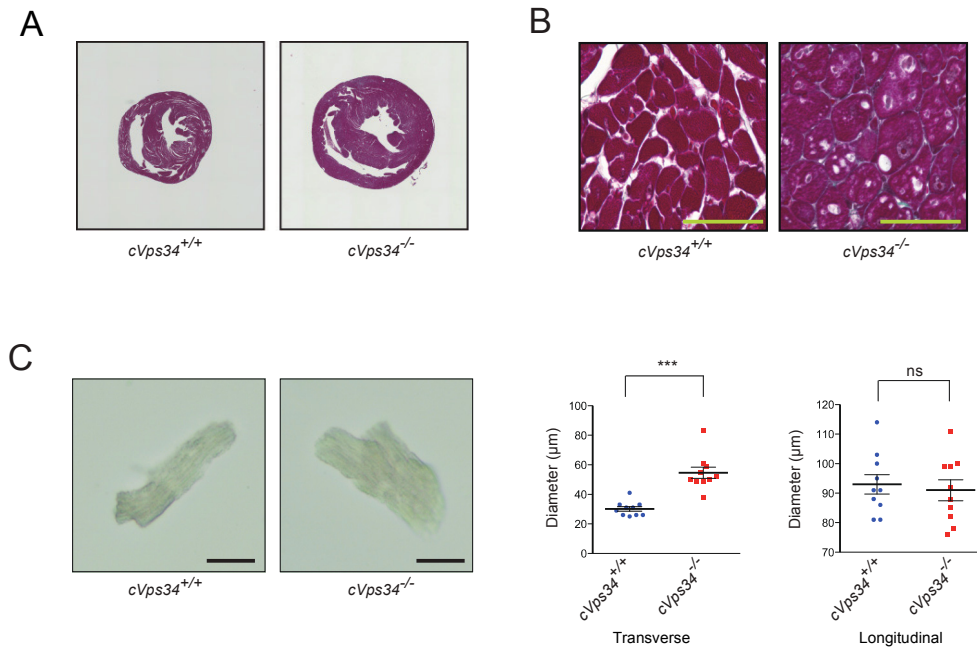 A
cVps34+/+
cVps34-/-
B
cVps34+/+
cVps34-/-
C
cVps34+/+
cVps34-/-
***
Diameter (µm)
100
80
60
40
20
0
cVps34+/+
cVps34-/-
Transverse
ns
Diameter (µm)
120
110
100
90
80
70
cVps34+/+
cVps34-/-
Longitudinal